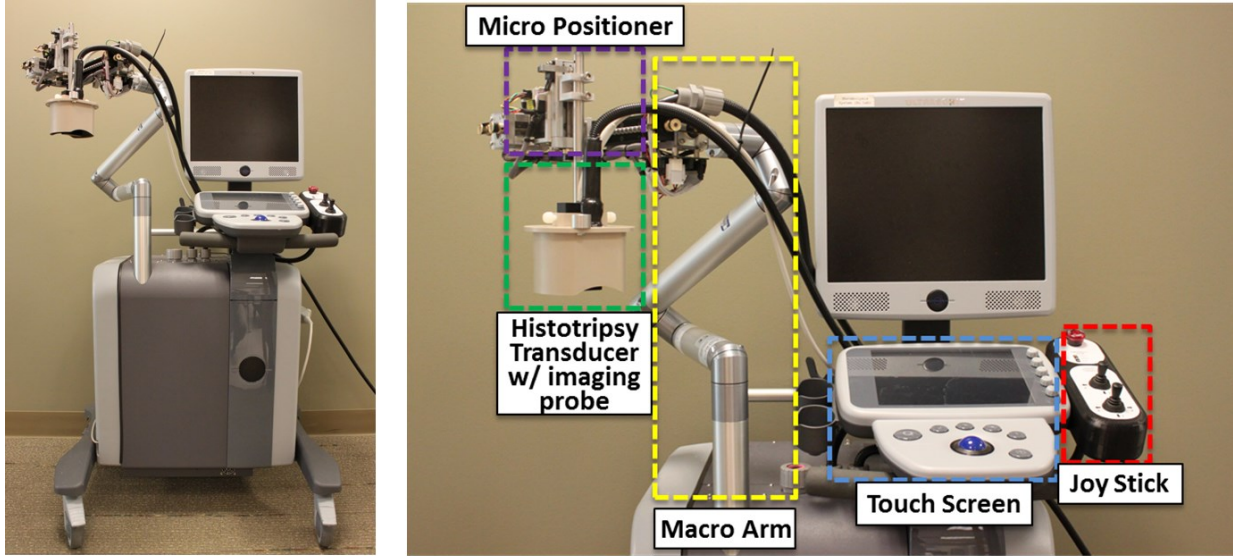 Micro Positioner
Histotripsy
Transducer
w/ imaging
probe
Macro Arm
Touch Screen
Joy Stick